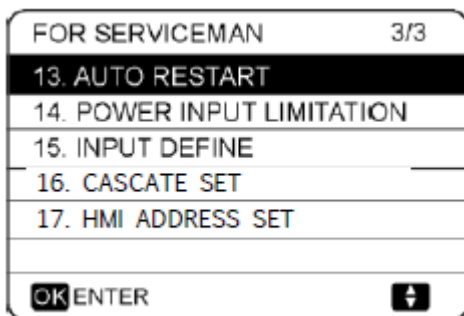 FOR SERVICEMAN 3/3
13. AUTO RESTART
14. POWER INPUT LIMITATION
15. INPUT DEFINE
16. CASCATE SET
17. HMI ADDRESS SET
OK ENTER